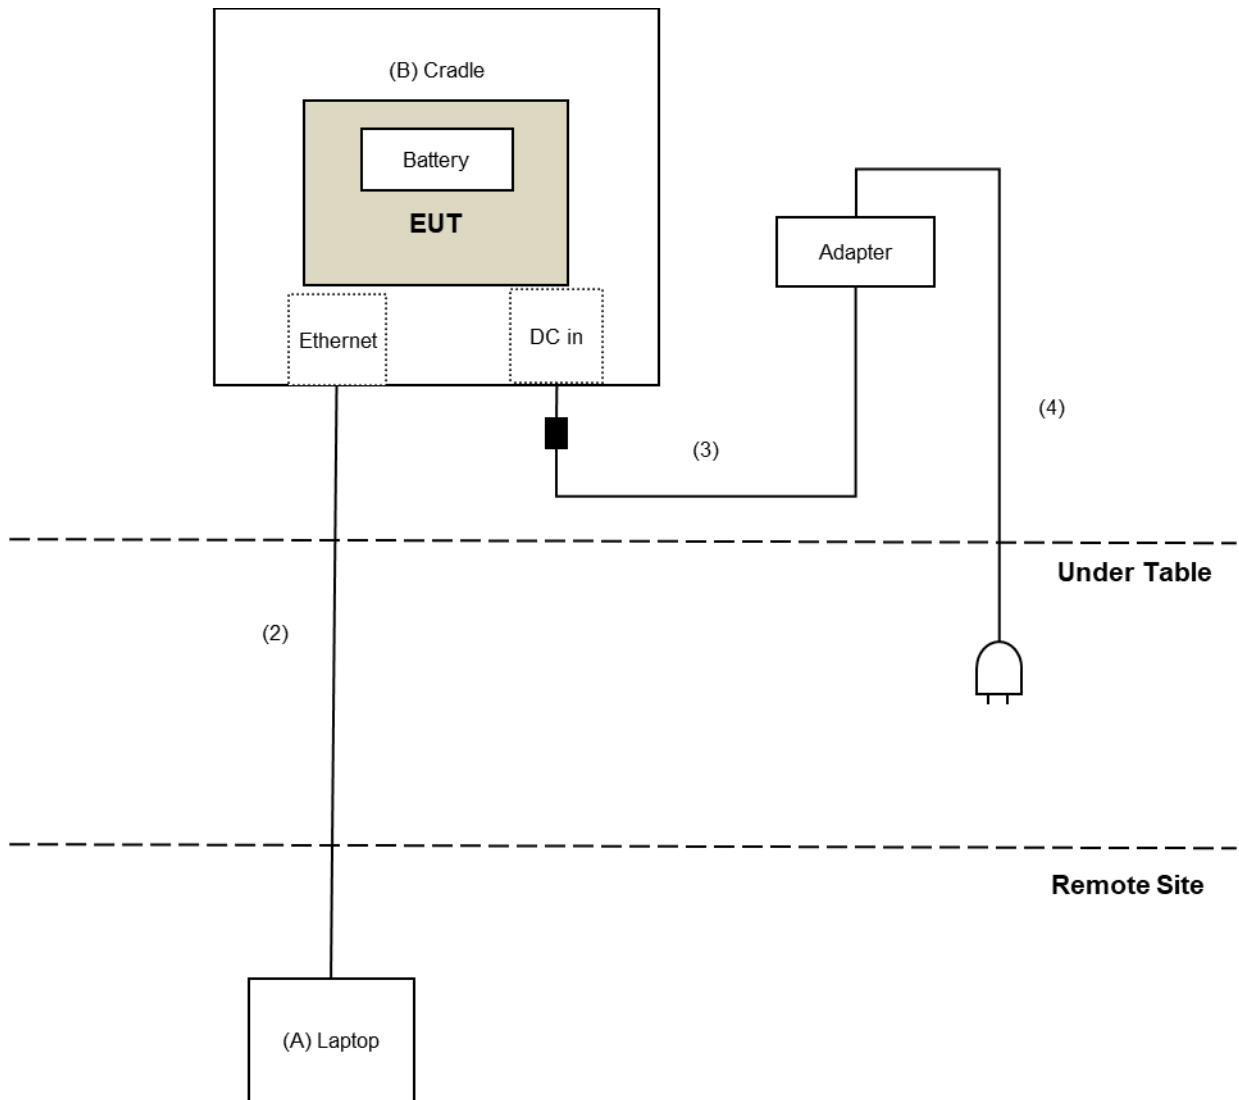 (B) Cradle
Battery
EUT
Adapter
Ethernet
DC in
(4)
(3)
Under Table
(2)
Remote Site
(A) Laptop